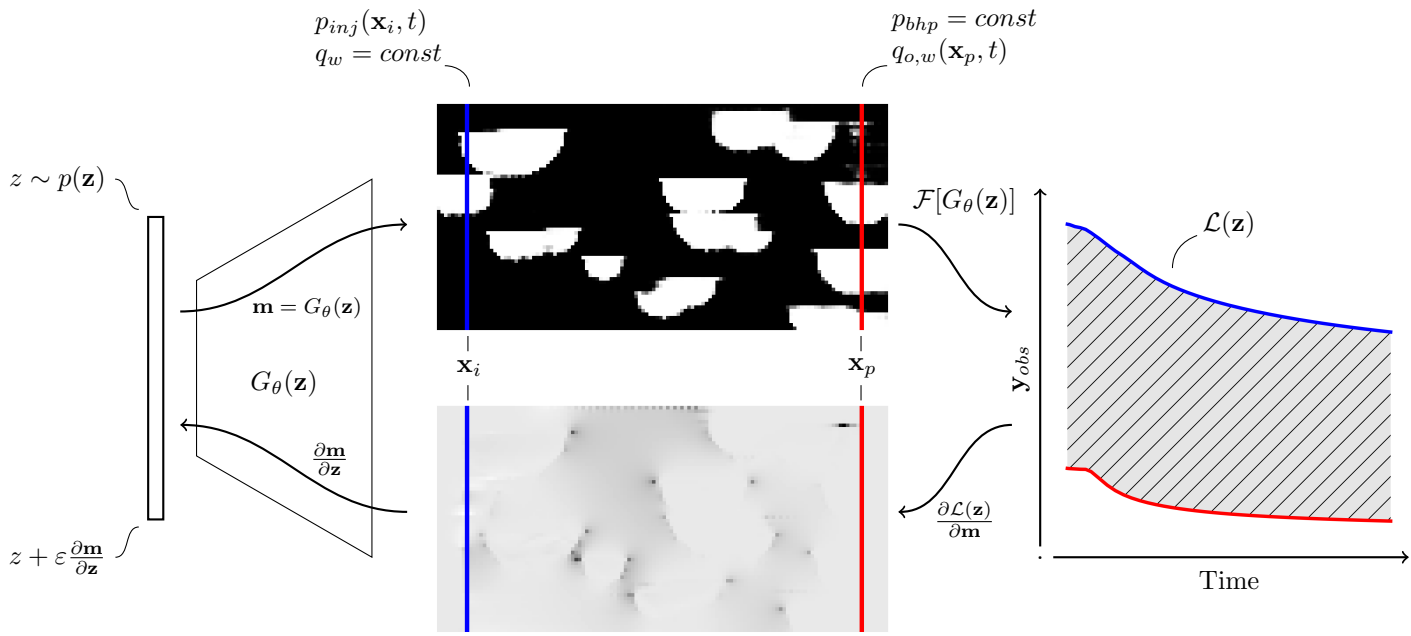 p_{inj}(𝐱_i, t)
q_w = const
p_{bhp} = const
q_{o,w}(𝐱_p, t)
z ∼ p(𝐳)
𝐦 = G_θ(𝐳)
G_θ(𝐳)
∂𝐦/∂𝐳
z + ε ∂𝐦/∂𝐳
𝐱_i
𝐱_p
ℱ[G_θ(𝐳)]
∂ℒ(𝐳)/∂𝐦
ℒ(𝐳)
𝐲_{obs}
Time